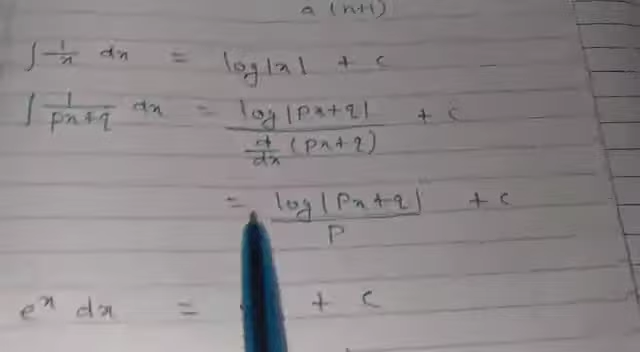 a (n+1)
∫ 1/x dx = log|x| + c
∫ 1/(px+q) dx = log|px+q| / d/dx (px+q) + c
= log|px+q| / p + c
e^x dx = + c